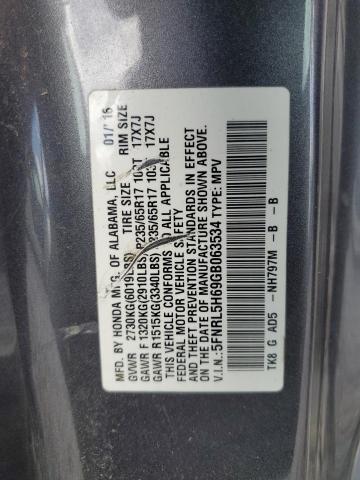 MFD. BY HONDA MFG. OF ALABAMA, LLC 01/16
GVWR 2730KG(6019LBS) TIRE SIZE RIM SIZE
GAWR F 1320KG(2910LBS) P235/65R17 103T 17X7J
GAWR R 1515KG(3340LBS) P235/65R17 103T 17X7J
THIS VEHICLE CONFORMS TO ALL APPLICABLE
FEDERAL MOTOR VEHICLE SAFETY
AND THEFT PREVENTION STANDARDS IN EFFECT
ON THE DATE OF MANUFACTURE SHOWN ABOVE.
V.I.N.: 5FNRL5H69GB063534 TYPE: MPV
TK8 G AD5 -NH797M - B - B